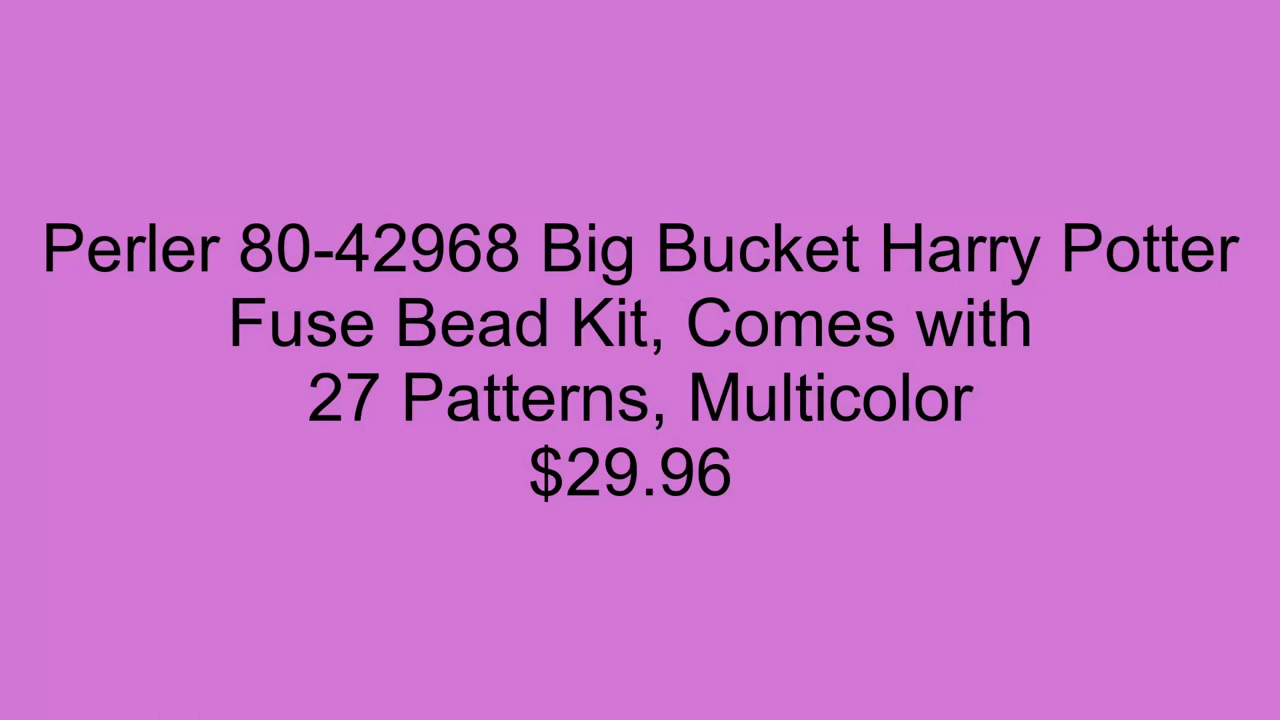 Perler 80-42968 Big Bucket Harry Potter
Fuse Bead Kit, Comes with
27 Patterns, Multicolor
$29.96